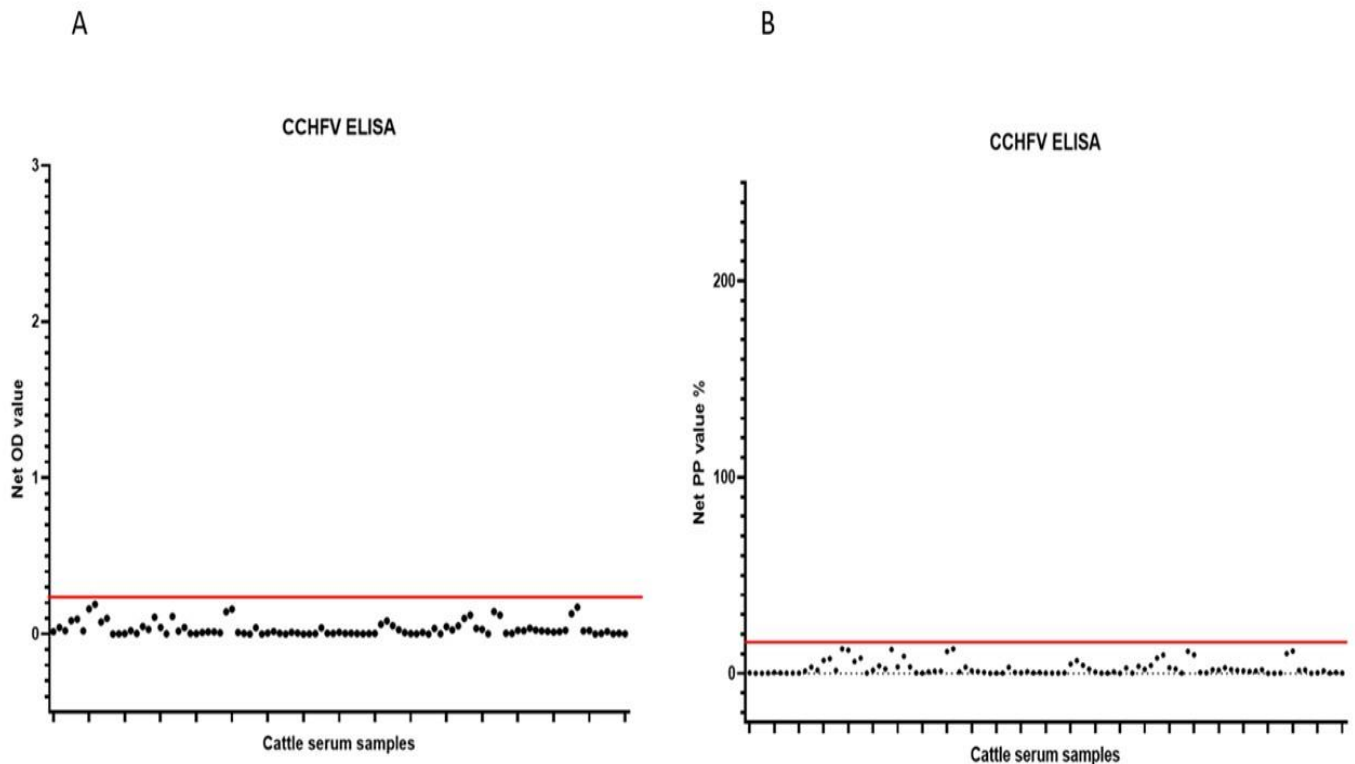 A
CCHFV ELISA
3
2
1
0
Net OD value
Cattle serum samples
B
CCHFV ELISA
200
100
0
Net PP value %
Cattle serum samples